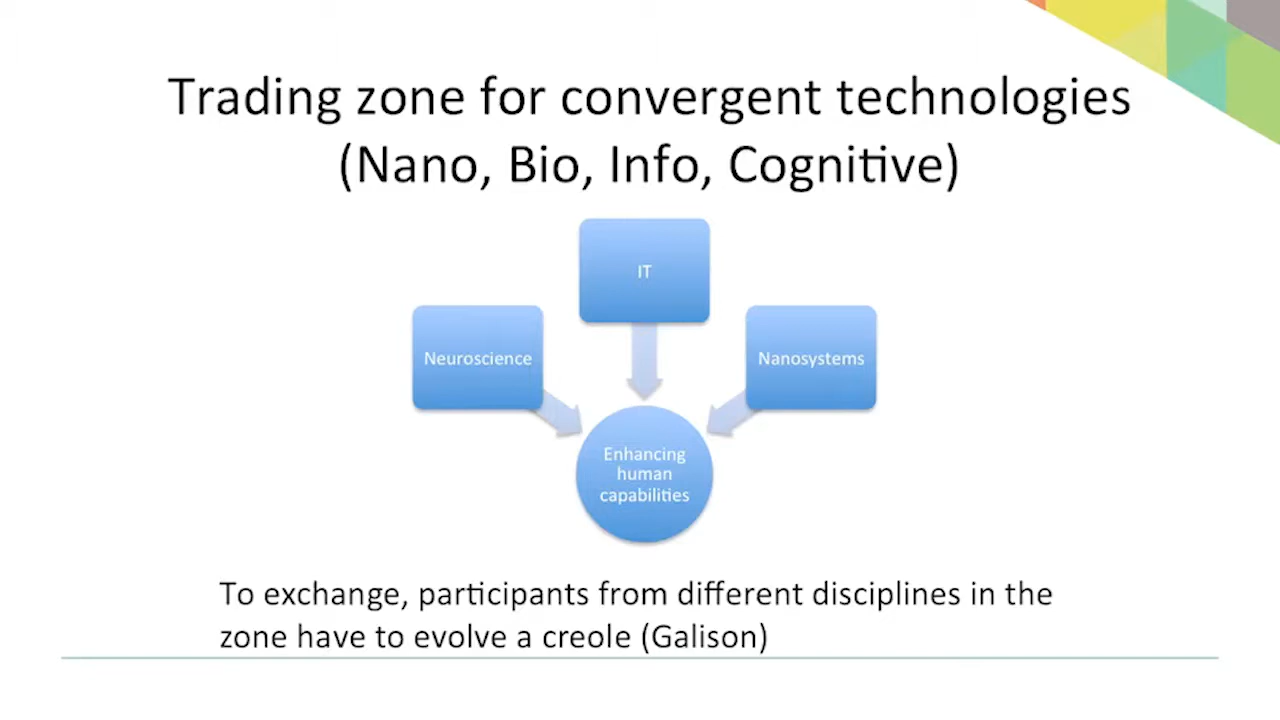 Trading zone for convergent technologies
(Nano, Bio, Info, Cognitive)
IT
Neuroscience
Nanosystems
Enhancing
human
capabilities
To exchange, participants from different disciplines in the
zone have to evolve a creole (Galison)